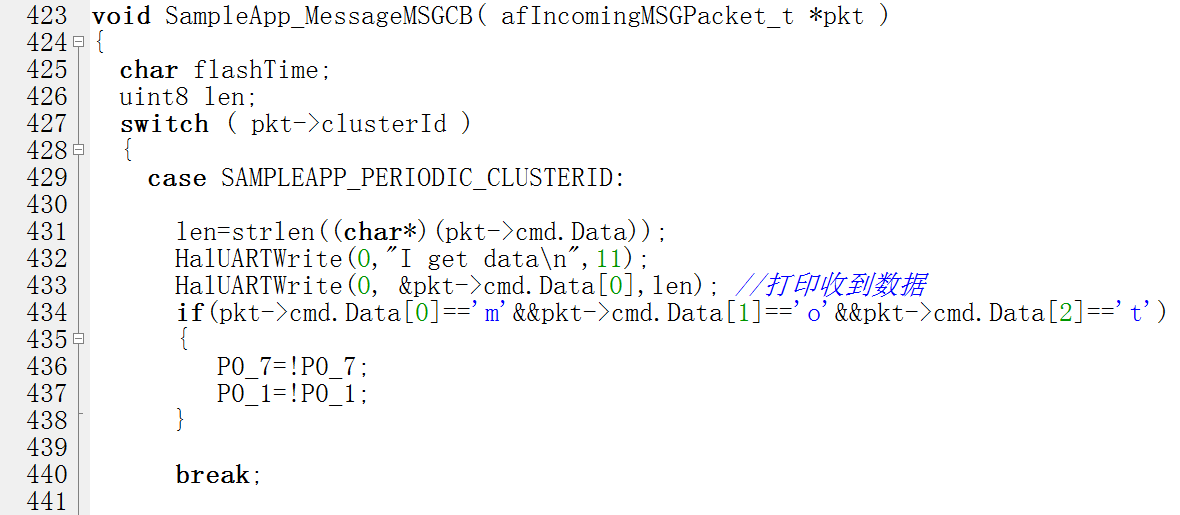 423 void SampleApp_MessageMSGCB( afIncomingMSGPacket_t *pkt )
424 {
425 char flashTime;
426 uint8 len;
427 switch ( pkt->clusterId )
428 {
429 case SAMPLEAPP_PERIODIC_CLUSTERID:
430
431 len=strlen((char*)(pkt->cmd.Data));
432 HalUARTWrite(0,"I get data\n",11);
433 HalUARTWrite(0, &pkt->cmd.Data[0],len); //打印收到数据
434 if(pkt->cmd.Data[0]=='m'&&pkt->cmd.Data[1]=='o'&&pkt->cmd.Data[2]=='t')
435 {
436 P0_7=!P0_7;
437 P0_1=!P0_1;
438 }
439
440 break;
441